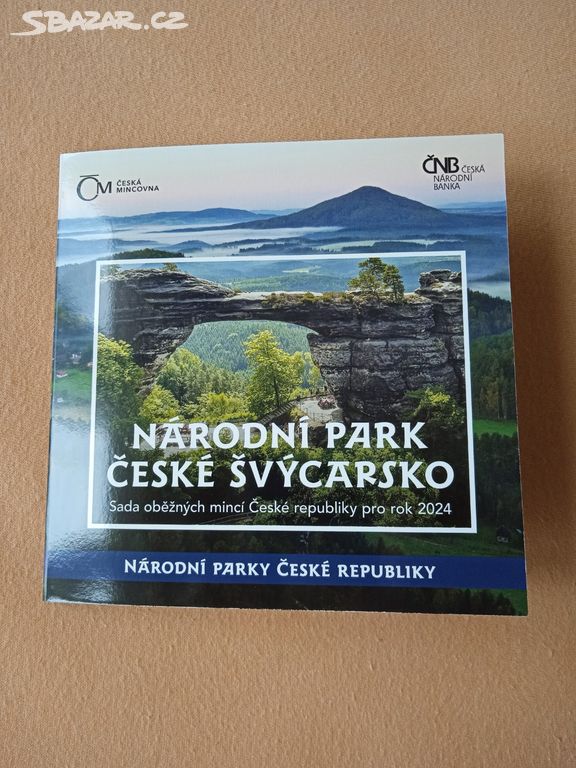 SBAZAR.CZ
ČM ČESKÁ MINCOVNA
ČNB ČESKÁ NÁRODNÍ BANKA
NÁRODNÍ PARK
ČESKÉ ŠVÝCARSKO
Sada oběžných mincí České republiky pro rok 2024
NÁRODNÍ PARKY ČESKÉ REPUBLIKY